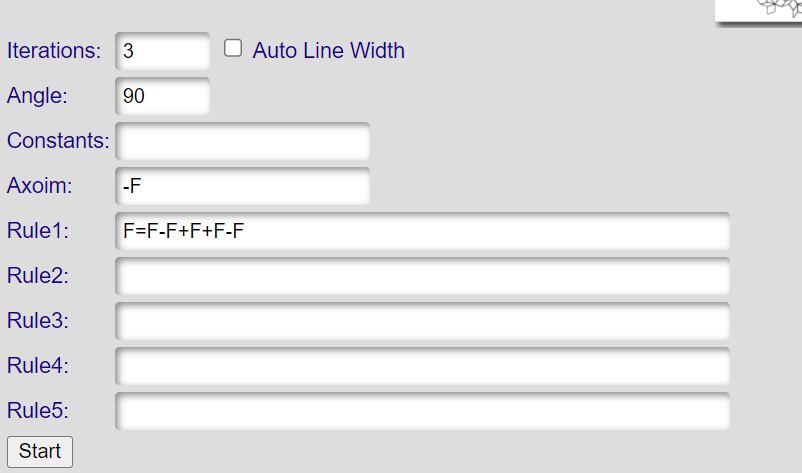 Iterations: 3 Auto Line Width
Angle: 90
Constants:
Axoim: -F
Rule1: F=F-F+F+F-F
Rule2:
Rule3:
Rule4:
Rule5:
Start